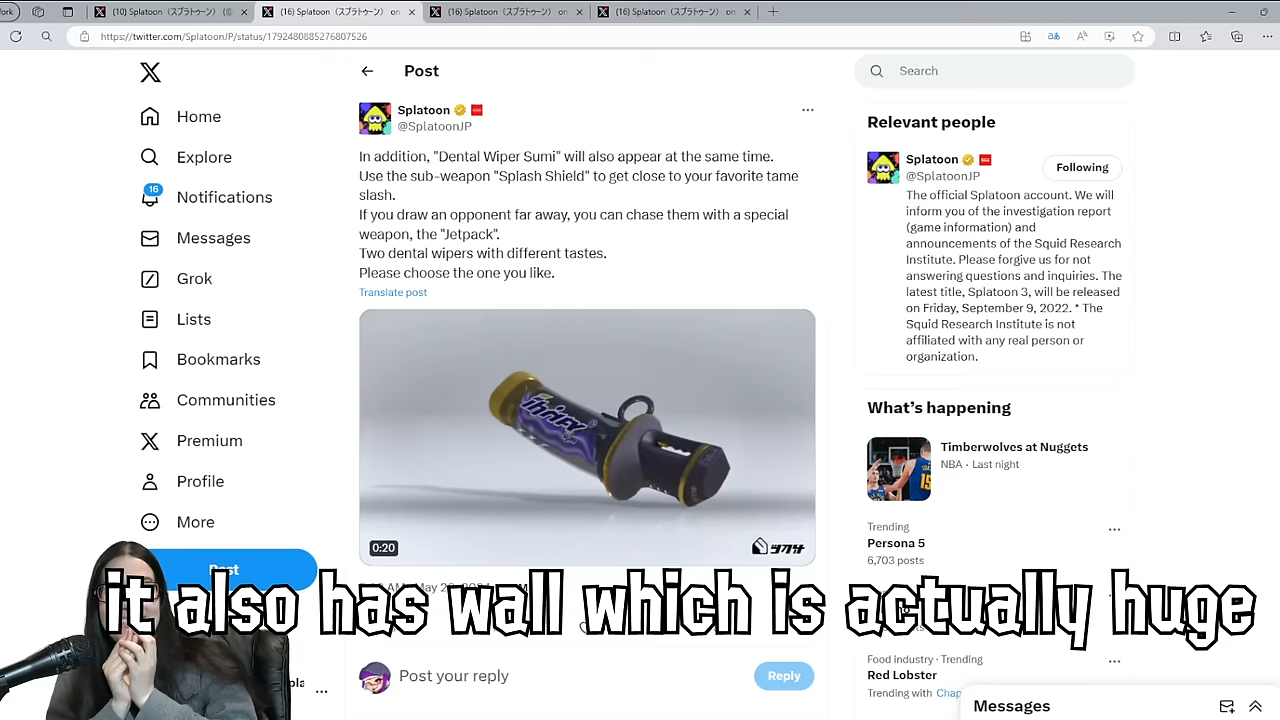 (10) Splatoon (スプラトゥーン) (@
(16) Splatoon (スプラトゥーン) on
(16) Splatoon (スプラトゥーン) on
(16) Splatoon (スプラトゥーン) on
https://twitter.com/SplatoonJP/status/1792480885276807526
Home
Explore
16
Notifications
Messages
Grok
Lists
Bookmarks
Communities
Premium
Profile
More
Post
Post
Splatoon
@SplatoonJP
In addition, "Dental Wiper Sumi" will also appear at the same time.
Use the sub-weapon "Splash Shield" to get close to your favorite tame
slash.
If you draw an opponent far away, you can chase them with a special
weapon, the "Jetpack".
Two dental wipers with different tastes.
Please choose the one you like.
Translate post
0:20
it also has wall which is actually huge
Post your reply
Reply
Search
Relevant people
Splatoon
@SplatoonJP
Following
The official Splatoon account. We will
inform you of the investigation report
(game information) and
announcements of the Squid Research
Institute. Please forgive us for not
answering questions and inquiries. The
latest title, Splatoon 3, will be released
on Friday, September 9, 2022. * The
Squid Research Institute is not
affiliated with any real person or
organization.
What's happening
Timberwolves at Nuggets
NBA · Last night
Trending
Persona 5
6,703 posts
Food industry · Trending
Red Lobster
Trending with Chap
Messages